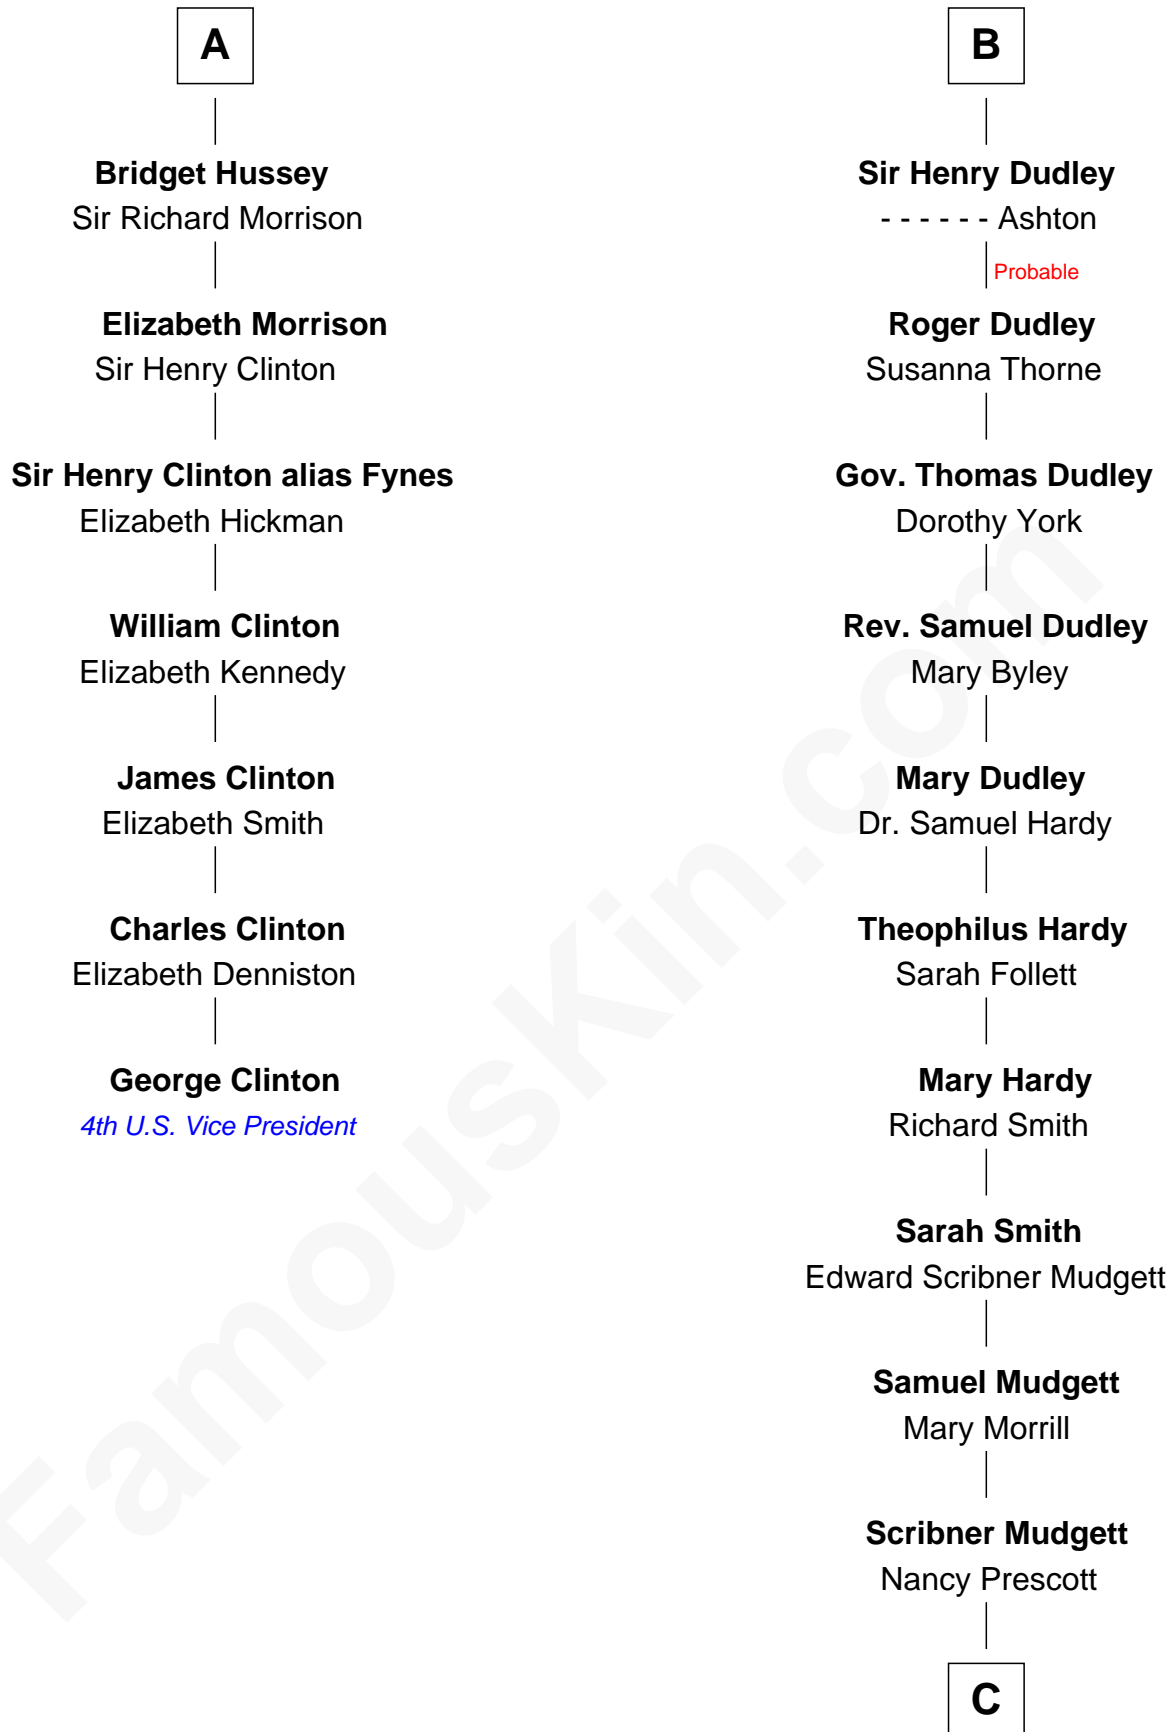 A
Bridget Hussey
Sir Richard Morrison
Elizabeth Morrison
Sir Henry Clinton
Sir Henry Clinton alias Fynes
Elizabeth Hickman
William Clinton
Elizabeth Kennedy
James Clinton
Elizabeth Smith
Charles Clinton
Elizabeth Denniston
George Clinton
4th U.S. Vice President
B
Sir Henry Dudley
- - - - - - Ashton
Probable
Roger Dudley
Susanna Thorne
Gov. Thomas Dudley
Dorothy York
Rev. Samuel Dudley
Mary Byley
Mary Dudley
Dr. Samuel Hardy
Theophilus Hardy
Sarah Follett
Mary Hardy
Richard Smith
Sarah Smith
Edward Scribner Mudgett
Samuel Mudgett
Mary Morrill
Scribner Mudgett
Nancy Prescott
C
FamousKin.com